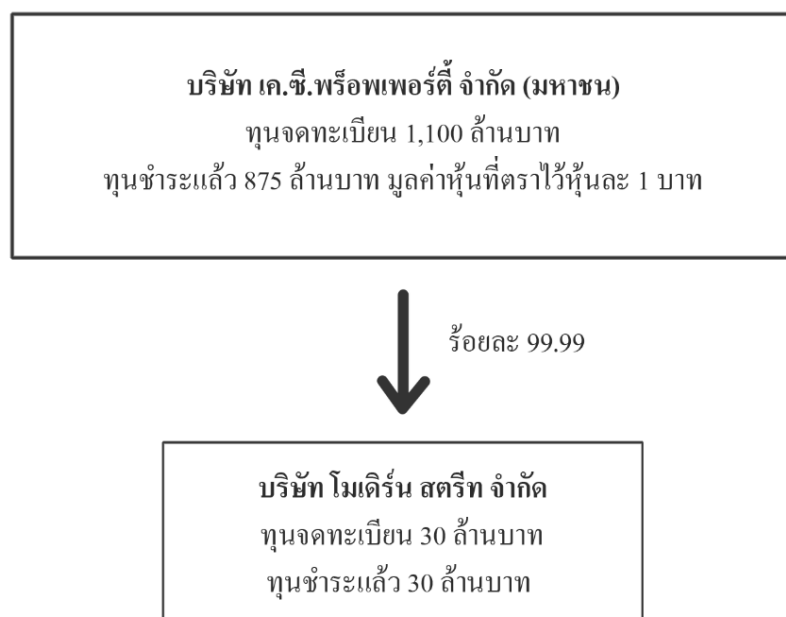 บริษัท เค.ซี.พร็อพเพอร์ตี้ จำกัด (มหาชน)
ทุนจดทะเบียน 1,100 ล้านบาท
ทุนชำระแล้ว 875 ล้านบาท มูลค่าหุ้นที่ตราไว้หุ้นละ 1 บาท
ร้อยละ 99.99
บริษัท โมเดิร์น สตรีท จำกัด
ทุนจดทะเบียน 30 ล้านบาท
ทุนชำระแล้ว 30 ล้านบาท